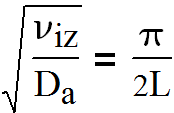 √(ν_iz / D_a) = π / 2L